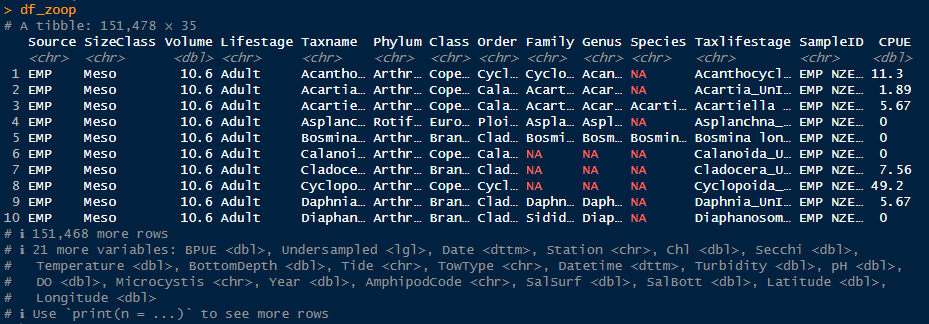 > df_zoop
# A tibble: 151,478 × 35
   Source SizeClass Volume Lifestage Taxname Phylum Class Order Family Genus Species Taxlifestage SampleID  CPUE
   <chr>  <chr>      <dbl> <chr>     <chr>   <chr>  <chr> <chr> <chr>  <chr> <chr>   <chr>        <chr>    <dbl>
 1 EMP    Meso        10.6 Adult     Acantho… Arthr… Cope… Cycl… Cyclo… Acan… NA      Acanthocycl… EMP NZE… 11.3
 2 EMP    Meso        10.6 Adult     Acartia… Arthr… Cope… Cala… Acart… Acar… NA      Acartia_UnI… EMP NZE… 1.89
 3 EMP    Meso        10.6 Adult     Acartie… Arthr… Cope… Cala… Acart… Acar… Acarti… Acartiella … EMP NZE… 5.67
 4 EMP    Meso        10.6 Adult     Asplanc… Rotif… Euro… Ploi… Aspla… Aspl… NA      Asplanchna_… EMP NZE… 0
 5 EMP    Meso        10.6 Adult     Bosmina… Arthr… Bran… Clad… Bosmi… Bosm… Bosmin… Bosmina lon… EMP NZE… 0
 6 EMP    Meso        10.6 Adult     Calanoi… Arthr… Cope… Cala… NA     NA    NA      Calanoida_U… EMP NZE… 0
 7 EMP    Meso        10.6 Adult     Cladoce… Arthr… Bran… Clad… NA     NA    NA      Cladocera_U… EMP NZE… 7.56
 8 EMP    Meso        10.6 Adult     Cyclopo… Arthr… Cope… Cycl… NA     NA    NA      Cyclopoida_… EMP NZE… 49.2
 9 EMP    Meso        10.6 Adult     Daphnia… Arthr… Bran… Clad… Daphn… Daph… NA      Daphnia_UnI… EMP NZE… 5.67
10 EMP    Meso        10.6 Adult     Diaphan… Arthr… Bran… Clad… Sidid… Diap… NA      Diaphanosom… EMP NZE… 0
# ℹ 151,468 more rows
# ℹ 21 more variables: BPUE <dbl>, Undersampled <lgl>, Date <dttm>, Station <chr>, Chl <dbl>, Secchi <dbl>,
#   Temperature <dbl>, BottomDepth <dbl>, Tide <chr>, TowType <chr>, Datetime <dttm>, Turbidity <dbl>, pH <dbl>,
#   DO <dbl>, Microcystis <chr>, Year <dbl>, AmphipodCode <chr>, SalSurf <dbl>, SalBott <dbl>, Latitude <dbl>,
#   Longitude <dbl>
# ℹ Use `print(n = ...)` to see more rows